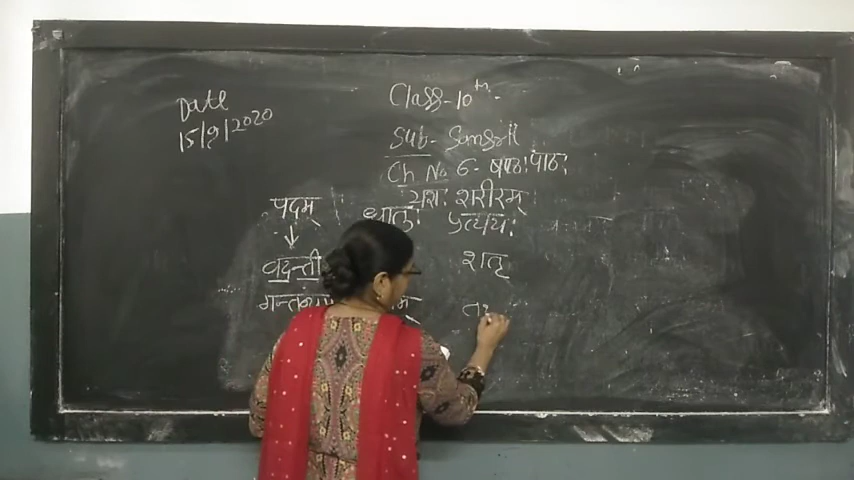 Date
15/9/2020
Class-10th-
Sub- Sanskrit
Ch No 6- षष्ठः पाठः
यशः शरीरम्
पदम् धातुः प्रत्ययः
वदन्ती शतृ
गन्तव्य